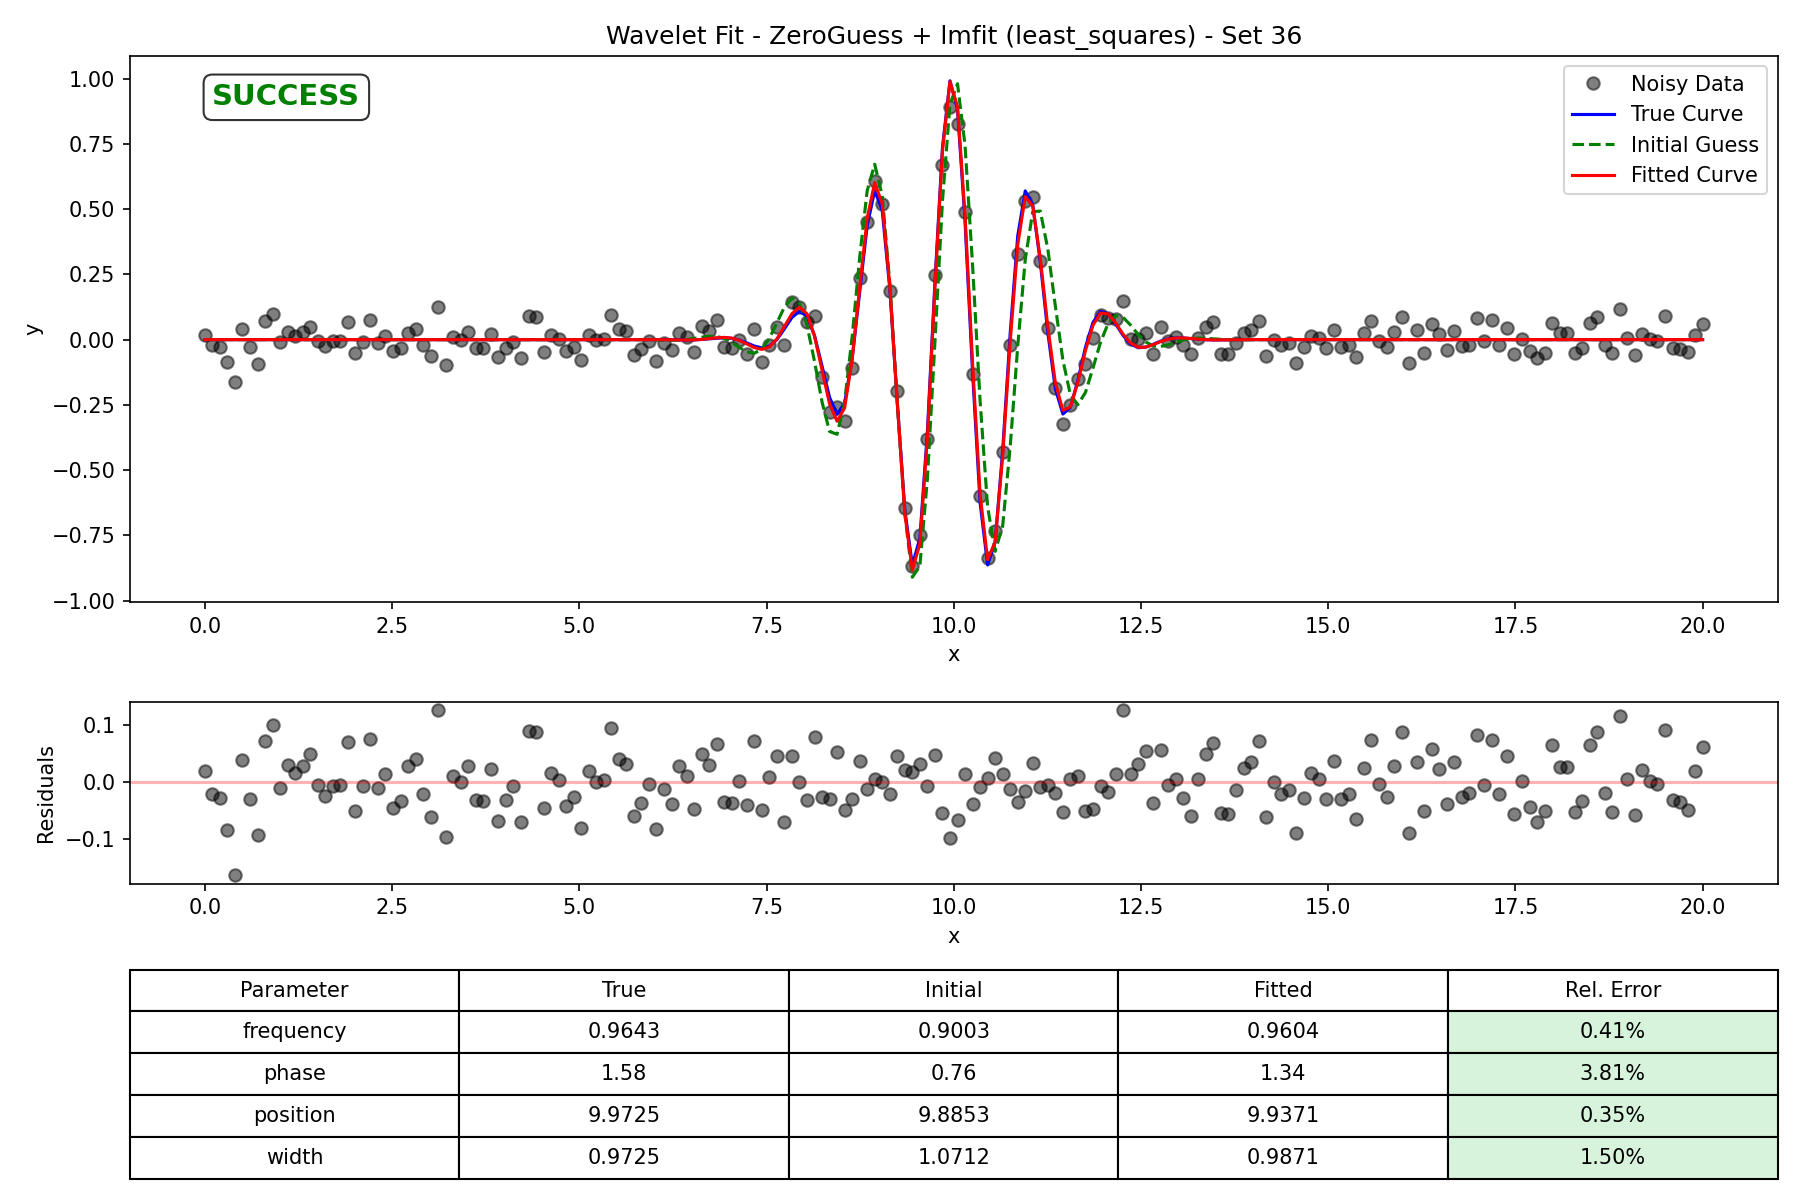 Wavelet Fit - ZeroGuess + lmfit (least_squares) - Set 36
SUCCESS
Noisy Data
True Curve
Initial Guess
Fitted Curve
y
1.00
0.75
0.50
0.25
0.00
−0.25
−0.50
−0.75
−1.00
0.0 2.5 5.0 7.5 10.0 12.5 15.0 17.5 20.0
x
Residuals
0.1
0.0
−0.1
0.0 2.5 5.0 7.5 10.0 12.5 15.0 17.5 20.0
x
Parameter True Initial Fitted Rel. Error
frequency 0.9643 0.9003 0.9604 0.41%
phase 1.58 0.76 1.34 3.81%
position 9.9725 9.8853 9.9371 0.35%
width 0.9725 1.0712 0.9871 1.50%